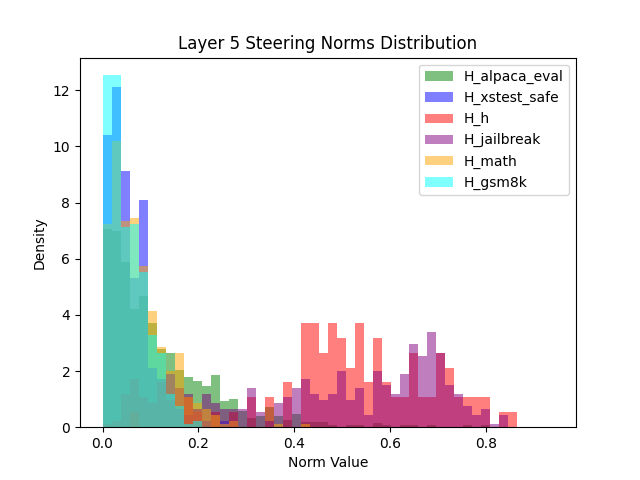 Layer 5 Steering Norms Distribution
H_alpaca_eval
H_xstest_safe
H_h
H_jailbreak
H_math
H_gsm8k
12
10
8
6
4
2
0
Density
0.0 0.2 0.4 0.6 0.8
Norm Value